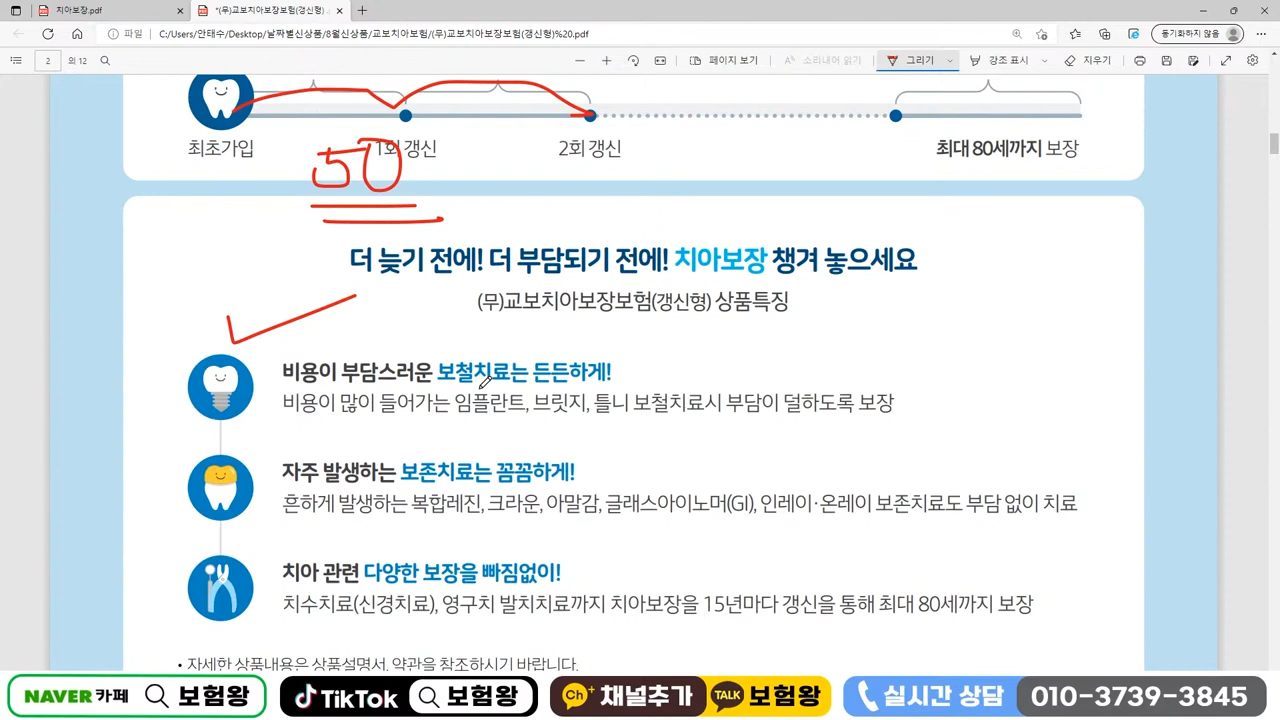 치아보장.pdf
*(무)교보치아보장보험(갱신형)
파일
C:/Users/안태수/Desktop/날짜별신상품/8월신상품/교보치아보험/(무)교보치아보장보험(갱신형)%20.pdf
동기화하지 않음
2 의 12
페이지 보기
소리내어 읽기
그리기
강조 표시
지우기
최초가입
1회 갱신
2회 갱신
최대 80세까지 보장
50
더 늦기 전에! 더 부담되기 전에! 치아보장 챙겨 놓으세요
(무)교보치아보장보험(갱신형) 상품특징
비용이 부담스러운 보철치료는 든든하게!
비용이 많이 들어가는 임플란트, 브릿지, 틀니 보철치료시 부담이 덜하도록 보장
자주 발생하는 보존치료는 꼼꼼하게!
흔하게 발생하는 복합레진, 크라운, 아말감, 글래스아이노머(GI), 인레이·온레이 보존치료도 부담 없이 치료
치아 관련 다양한 보장을 빠짐없이!
치수치료(신경치료), 영구치 발치치료까지 치아보장을 15년마다 갱신을 통해 최대 80세까지 보장
• 자세한 상품내용은 상품설명서, 약관을 참조하시기 바랍니다.
NAVER 카페 보험왕
TikTok 보험왕
Ch+ 채널추가 TALK 보험왕
실시간 상담 010-3739-3845